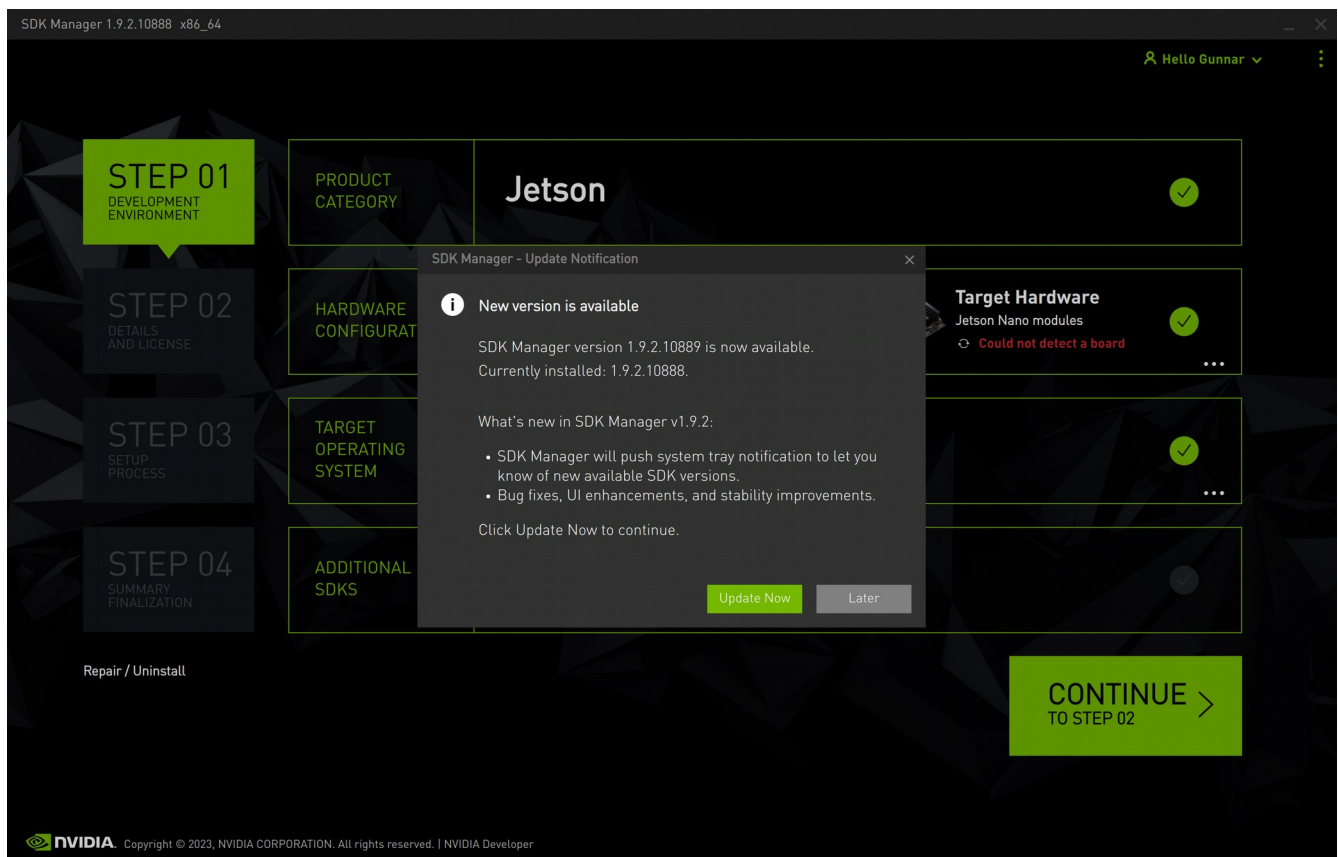 SDK Manager 1.9.2.10888 x86_64
Hello Gunnar
STEP 01
DEVELOPMENT
ENVIRONMENT
PRODUCT
CATEGORY
Jetson
SDK Manager - Update Notification
STEP 02
DETAILS
AND LICENSE
HARDWARE
CONFIGURAT
New version is available
SDK Manager version 1.9.2.10889 is now available.
Currently installed: 1.9.2.10888.
What's new in SDK Manager v1.9.2:
• SDK Manager will push system tray notification to let you
know of new available SDK versions.
• Bug fixes, UI enhancements, and stability improvements.
Click Update Now to continue.
Update Now
Later
Target Hardware
Jetson Nano modules
Could not detect a board
STEP 03
SETUP
PROCESS
TARGET
OPERATING
SYSTEM
STEP 04
SUMMARY
FINALIZATION
ADDITIONAL
SDKS
Repair / Uninstall
CONTINUE
TO STEP 02
NVIDIA. Copyright © 2023, NVIDIA CORPORATION. All rights reserved. | NVIDIA Developer